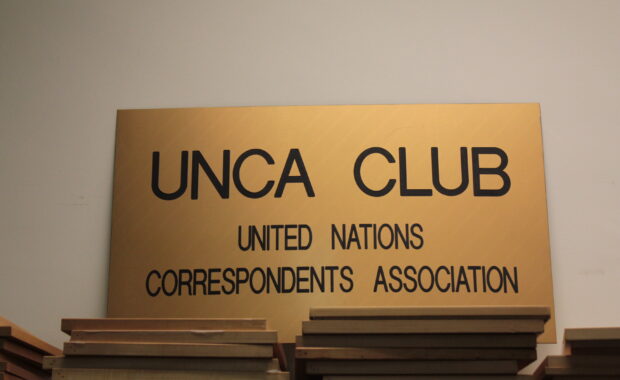 UNCA CLUB
UNITED NATIONS
CORRESPONDENTS ASSOCIATION